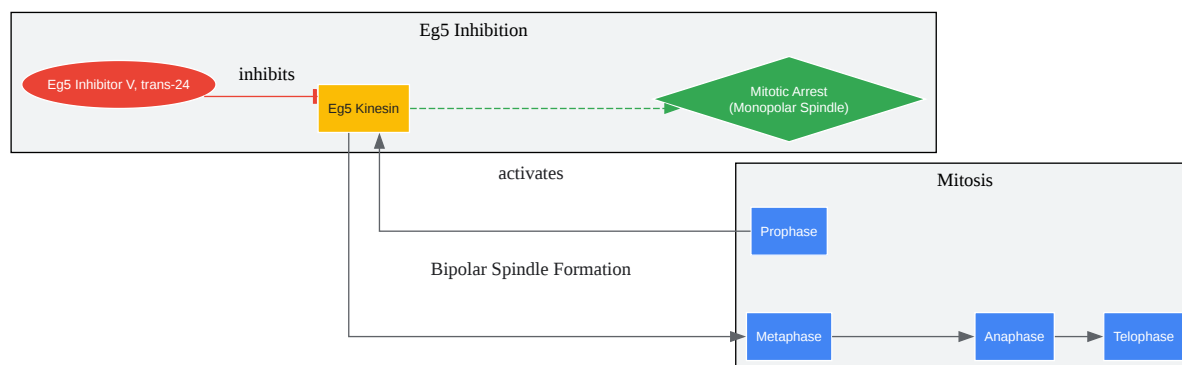 Eg5 Inhibition
inhibits
Eg5 Inhibitor V, trans-24
Eg5 Kinesin
Mitotic Arrest
(Monopolar Spindle)
activates
Mitosis
Prophase
Bipolar Spindle Formation
Metaphase
Anaphase
Telophase